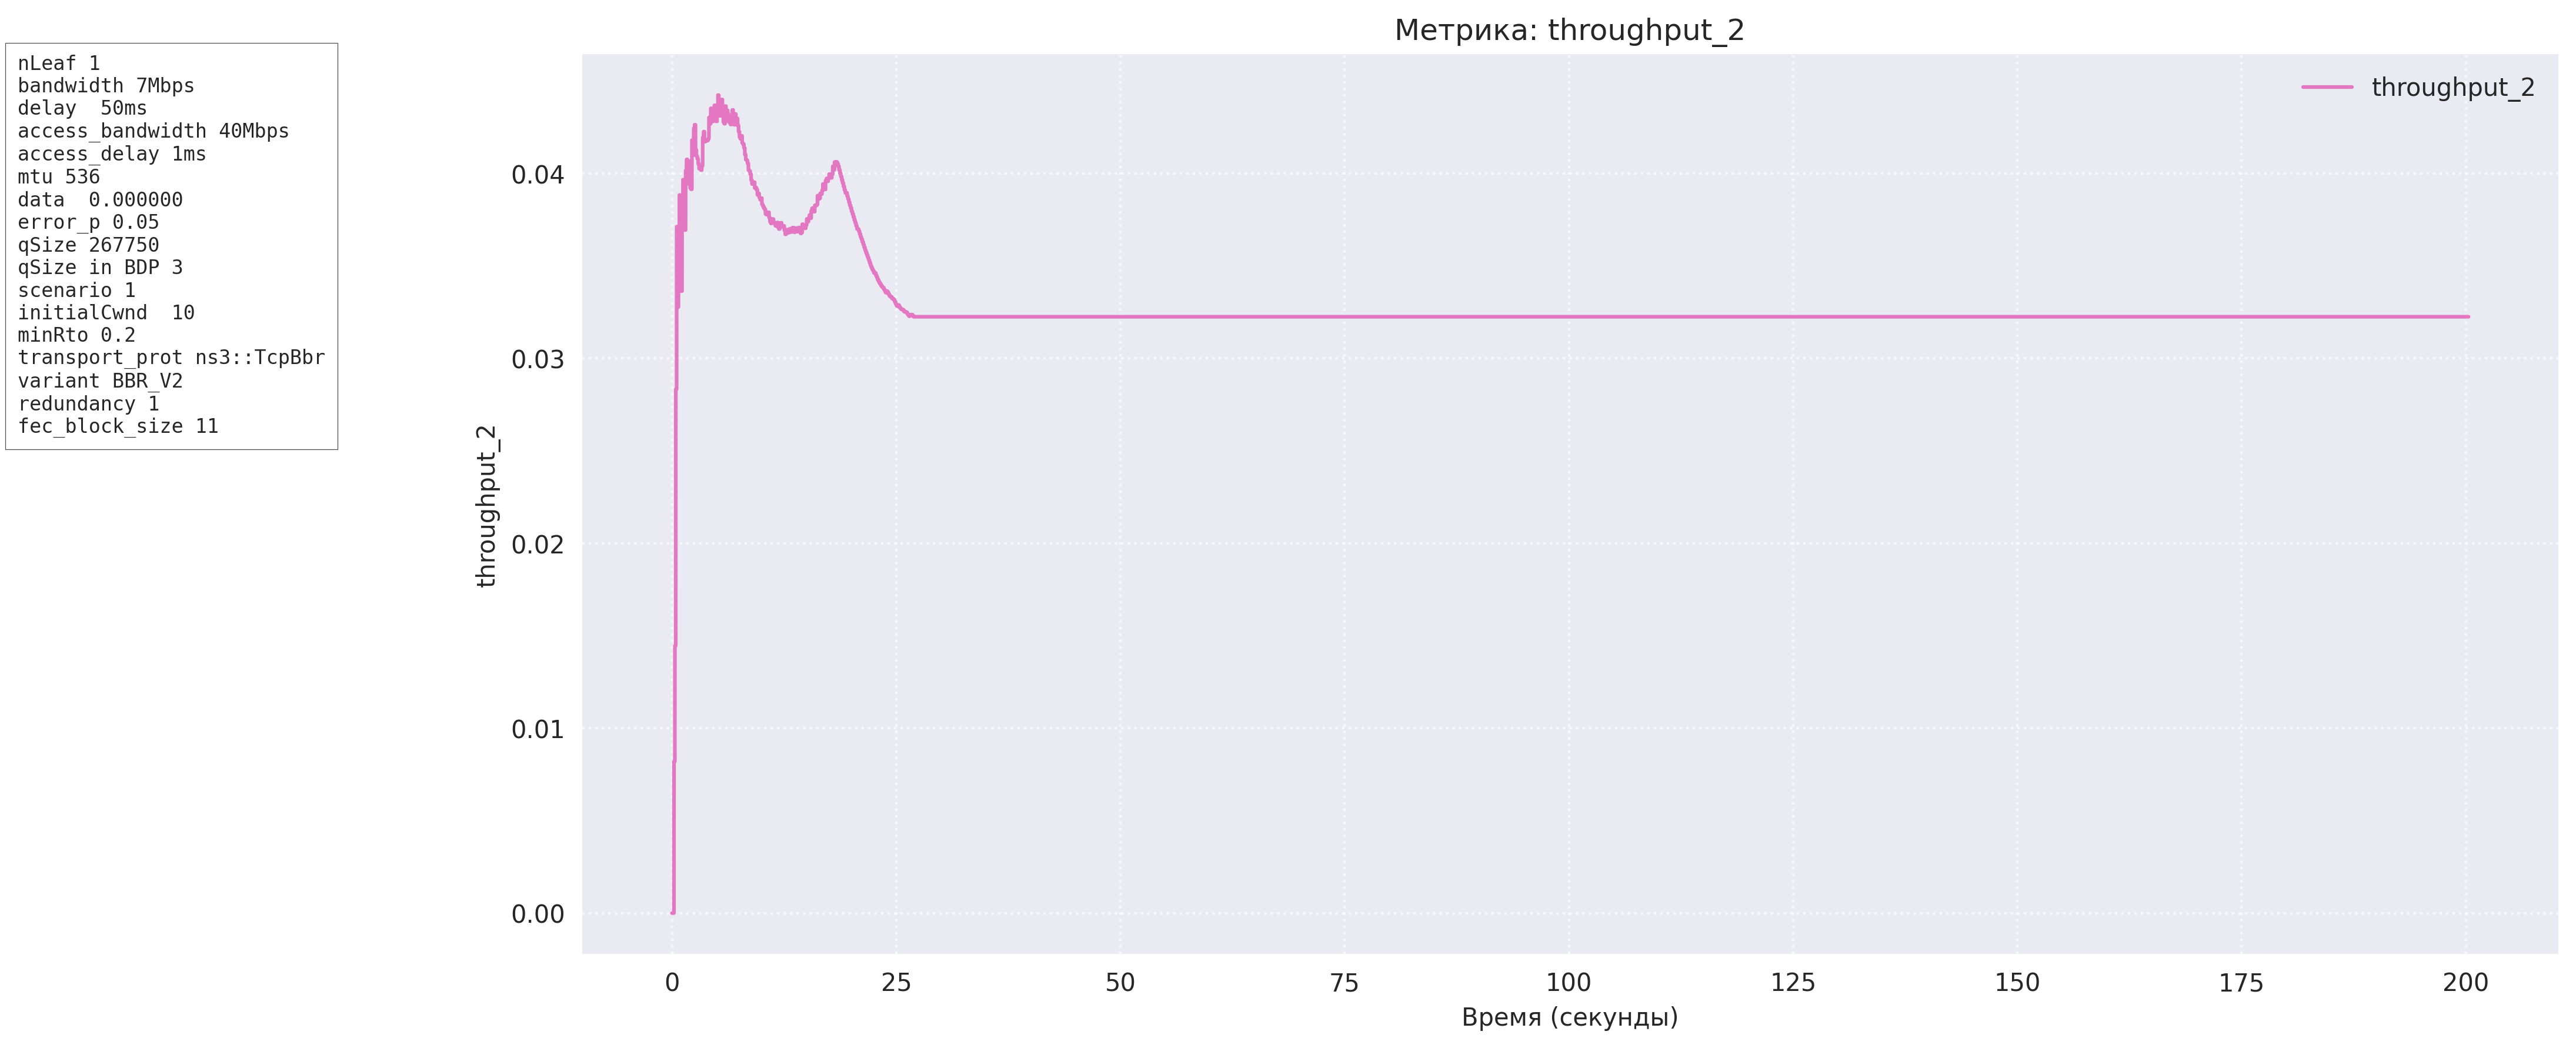 Метрика: throughput_2
nLeaf 1
bandwidth 7Mbps
delay  50ms
access_bandwidth 40Mbps
access_delay 1ms
mtu 536
data  0.000000
error_p 0.05
qSize 267750
qSize in BDP 3
scenario 1
initialCwnd  10
minRto 0.2
transport_prot ns3::TcpBbr
variant BBR_V2
redundancy 1
fec_block_size 11
throughput_2
throughput_2
0.04
0.03
0.02
0.01
0.00
0 25 50 75 100 125 150 175 200
Время (секунды)